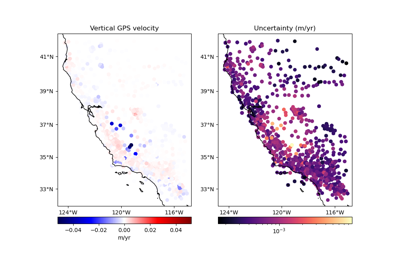 Vertical GPS velocity
Uncertainty (m/yr)
41°N
39°N
37°N
35°N
33°N
124°W
120°W
116°W
41°N
39°N
37°N
35°N
33°N
124°W
120°W
116°W
−0.04
−0.02
0.00
0.02
0.04
m/yr
10⁻³